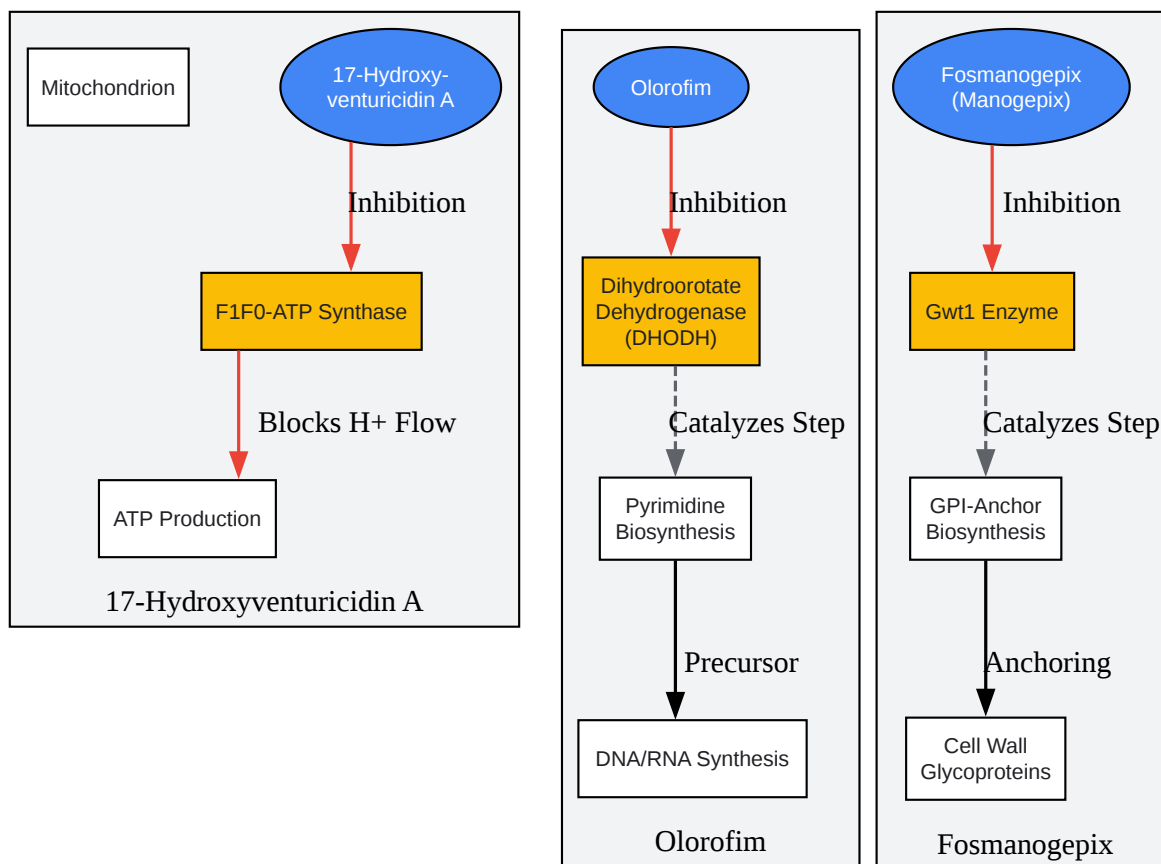 Mitochondrion
17-Hydroxy-
venturicidin A
Inhibition
F1F0-ATP Synthase
Blocks H+ Flow
ATP Production
17-Hydroxyventuricidin A
Olorofim
Inhibition
Dihydroorotate
Dehydrogenase
(DHODH)
Catalyzes Step
Pyrimidine
Biosynthesis
Precursor
DNA/RNA Synthesis
Olorofim
Fosmanogepix
(Manogepix)
Inhibition
Gwt1 Enzyme
Catalyzes Step
GPI-Anchor
Biosynthesis
Anchoring
Cell Wall
Glycoproteins
Fosmanogepix